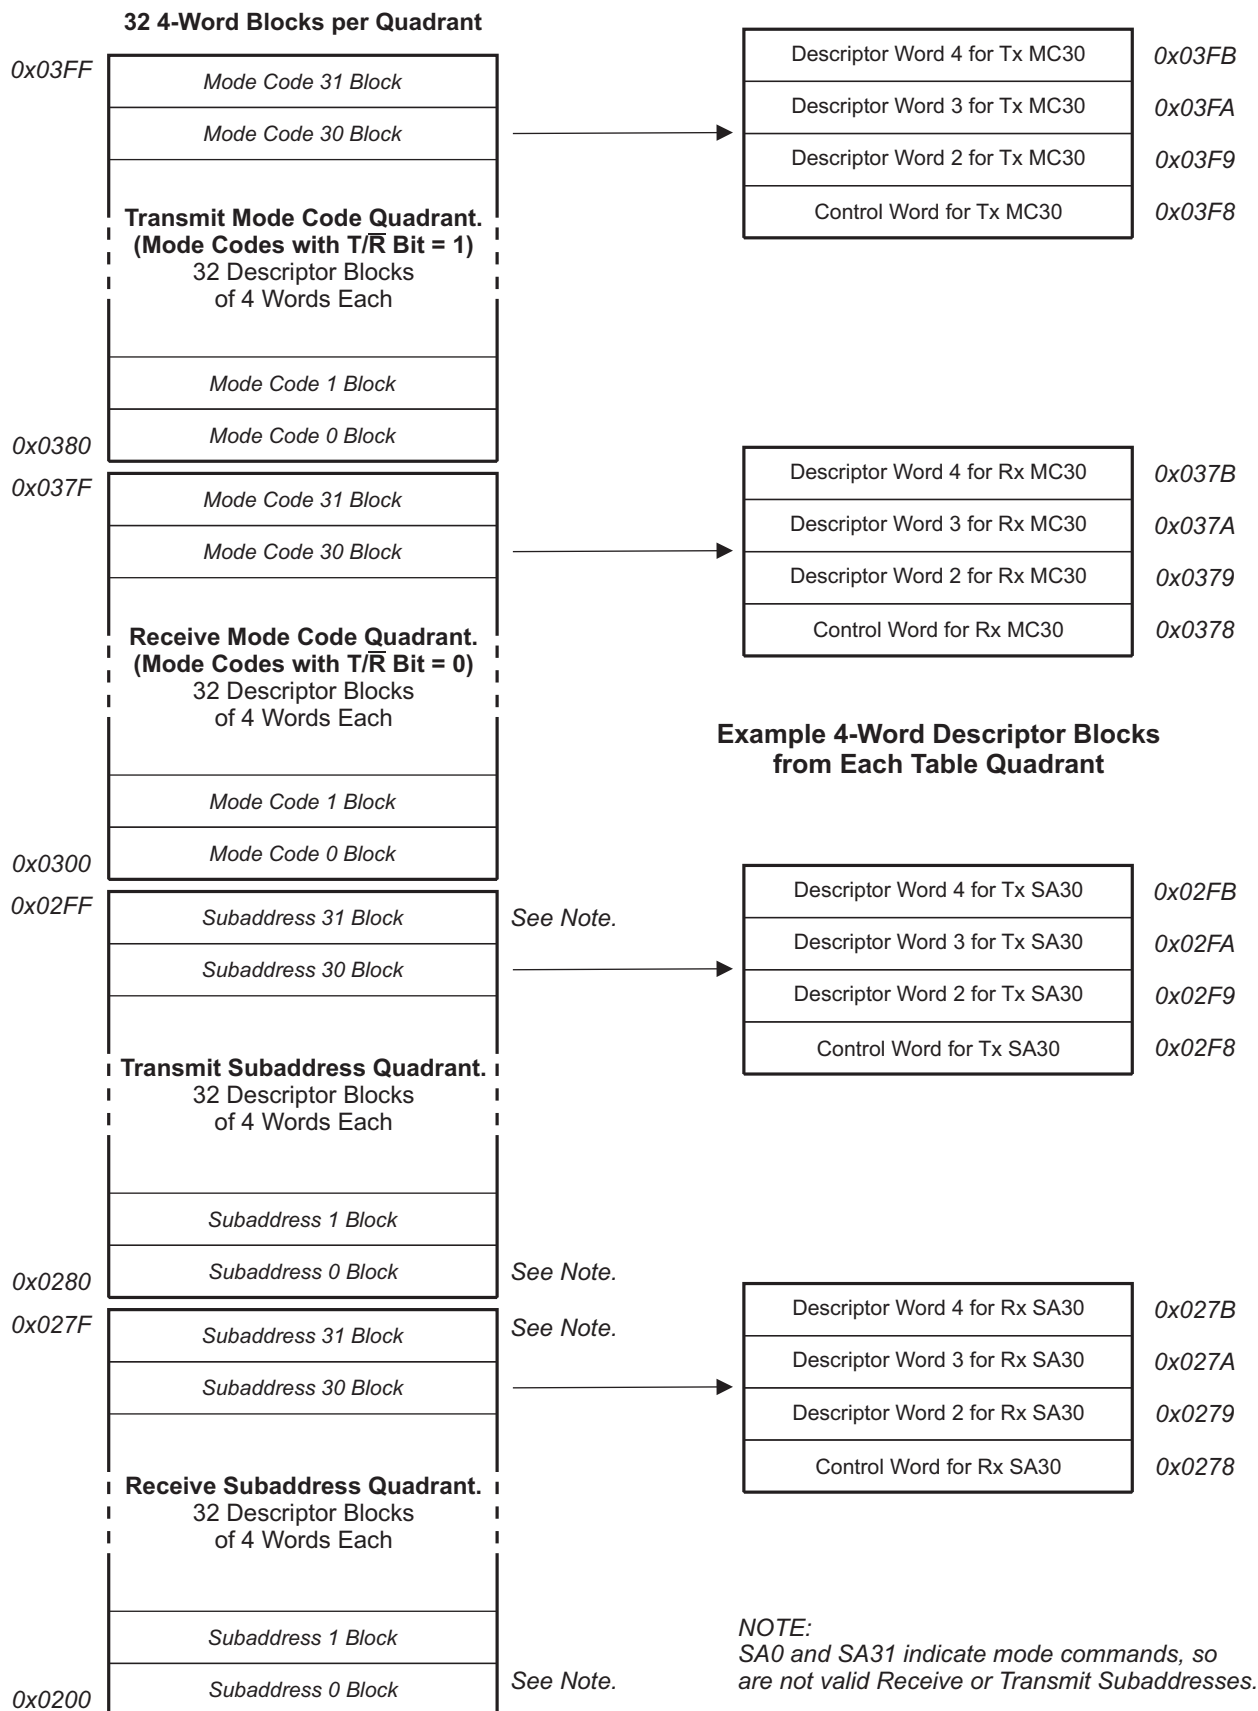 32 4-Word Blocks per Quadrant
0x03FF
Mode Code 31 Block
Mode Code 30 Block
Transmit Mode Code Quadrant.
(Mode Codes with T/R̅ Bit = 1)
32 Descriptor Blocks
of 4 Words Each
Mode Code 1 Block
Mode Code 0 Block
0x0380
Descriptor Word 4 for Tx MC30 0x03FB
Descriptor Word 3 for Tx MC30 0x03FA
Descriptor Word 2 for Tx MC30 0x03F9
Control Word for Tx MC30 0x03F8
0x037F
Mode Code 31 Block
Mode Code 30 Block
Receive Mode Code Quadrant.
(Mode Codes with T/R̅ Bit = 0)
32 Descriptor Blocks
of 4 Words Each
Mode Code 1 Block
Mode Code 0 Block
0x0300
Descriptor Word 4 for Rx MC30 0x037B
Descriptor Word 3 for Rx MC30 0x037A
Descriptor Word 2 for Rx MC30 0x0379
Control Word for Rx MC30 0x0378
Example 4-Word Descriptor Blocks
from Each Table Quadrant
0x02FF
Subaddress 31 Block See Note.
Subaddress 30 Block
Transmit Subaddress Quadrant.
32 Descriptor Blocks
of 4 Words Each
Subaddress 1 Block
Subaddress 0 Block See Note.
0x0280
Descriptor Word 4 for Tx SA30 0x02FB
Descriptor Word 3 for Tx SA30 0x02FA
Descriptor Word 2 for Tx SA30 0x02F9
Control Word for Tx SA30 0x02F8
0x027F
Subaddress 31 Block See Note.
Subaddress 30 Block
Receive Subaddress Quadrant.
32 Descriptor Blocks
of 4 Words Each
Subaddress 1 Block
Subaddress 0 Block See Note.
0x0200
Descriptor Word 4 for Rx SA30 0x027B
Descriptor Word 3 for Rx SA30 0x027A
Descriptor Word 2 for Rx SA30 0x0279
Control Word for Rx SA30 0x0278
NOTE:
SA0 and SA31 indicate mode commands, so
are not valid Receive or Transmit Subaddresses.